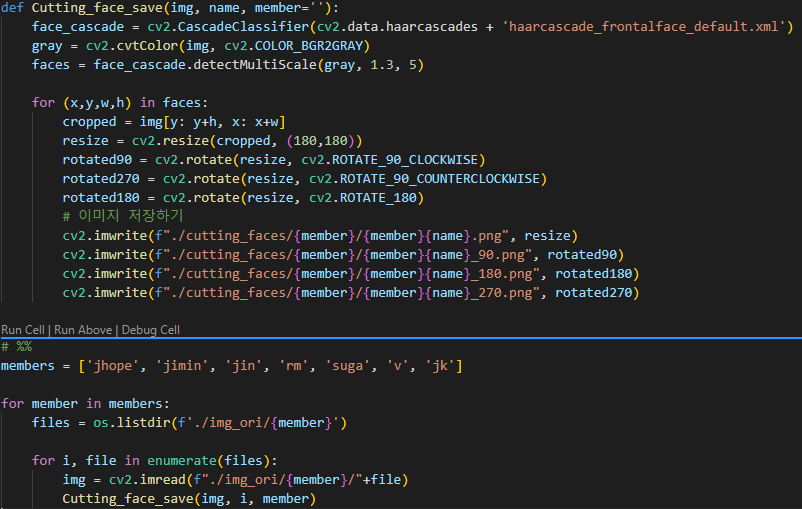 def Cutting_face_save(img, name, member=''):
    face_cascade = cv2.CascadeClassifier(cv2.data.haarcascades + 'haarcascade_frontalface_default.xml')
    gray = cv2.cvtColor(img, cv2.COLOR_BGR2GRAY)
    faces = face_cascade.detectMultiScale(gray, 1.3, 5)

    for (x,y,w,h) in faces:
        cropped = img[y: y+h, x: x+w]
        resize = cv2.resize(cropped, (180,180))
        rotated90 = cv2.rotate(resize, cv2.ROTATE_90_CLOCKWISE)
        rotated270 = cv2.rotate(resize, cv2.ROTATE_90_COUNTERCLOCKWISE)
        rotated180 = cv2.rotate(resize, cv2.ROTATE_180)
        # 이미지 저장하기
        cv2.imwrite(f"./cutting_faces/{member}/{member}{name}.png", resize)
        cv2.imwrite(f"./cutting_faces/{member}/{member}{name}_90.png", rotated90)
        cv2.imwrite(f"./cutting_faces/{member}/{member}{name}_180.png", rotated180)
        cv2.imwrite(f"./cutting_faces/{member}/{member}{name}_270.png", rotated270)

Run Cell | Run Above | Debug Cell
# %%
members = ['jhope', 'jimin', 'jin', 'rm', 'suga', 'v', 'jk']

for member in members:
    files = os.listdir(f'./img_ori/{member}')

    for i, file in enumerate(files):
        img = cv2.imread(f"./img_ori/{member}/"+file)
        Cutting_face_save(img, i, member)